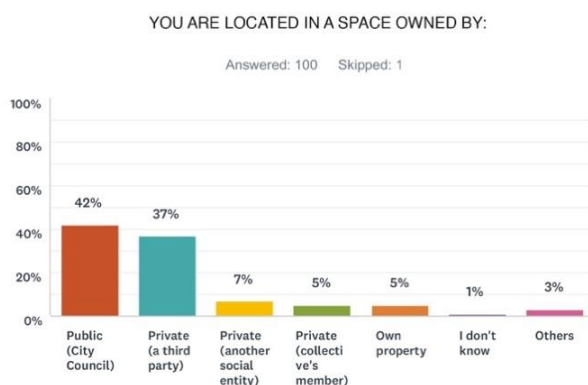 YOU ARE LOCATED IN A SPACE OWNED BY:
Answered: 100 Skipped: 1
100%
80%
60%
40%
20%
0%
42%
37%
7%
5%
5%
1%
3%
Public
(City
Council)
Private
(a third
party)
Private
(another
social
entity)
Private
(collecti
ve's
member)
Own
property
I don't
know
Others